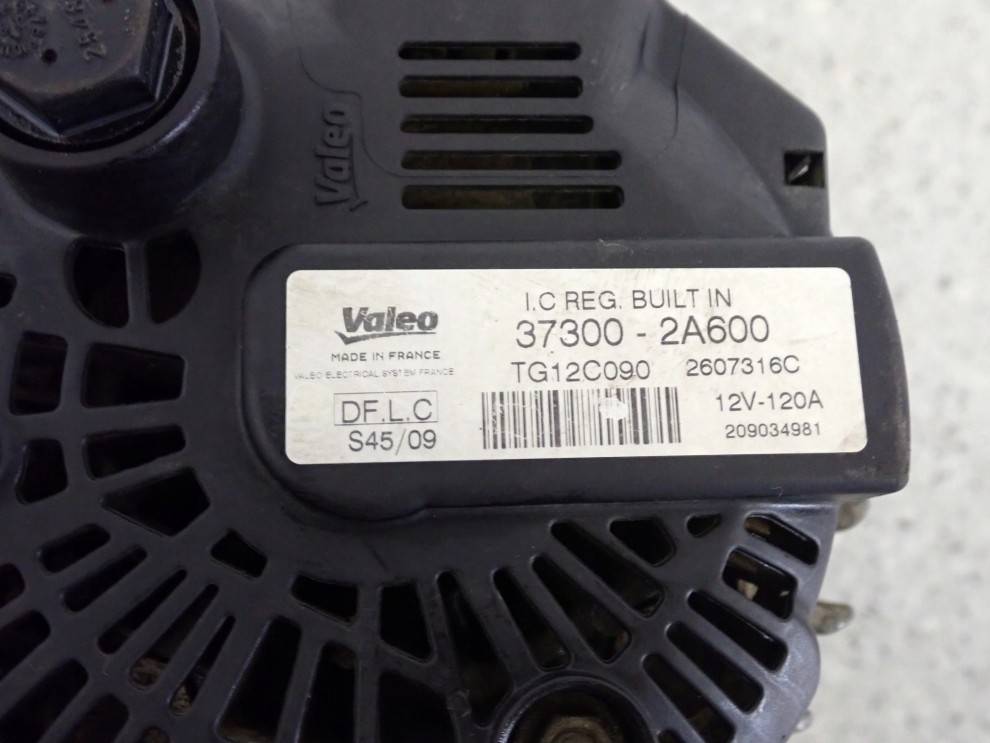 Valeo
Valeo
MADE IN FRANCE
VALEO ELECTRICAL SYSTEM FRANCE
DF.L.C
S45/09
I.C REG. BUILT IN
37300 - 2A600
TG12C090 2607316C
12V-120A
209034981